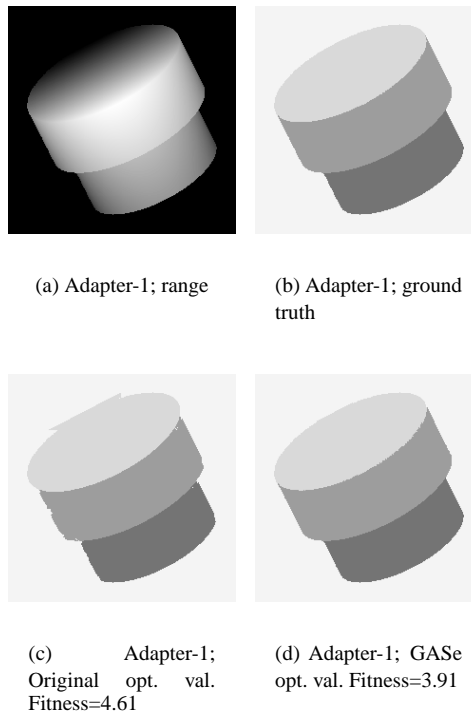 (a) Adapter-1; range
(b) Adapter-1; ground
truth
(c) Adapter-1;
Original opt. val.
Fitness=4.61
(d) Adapter-1; GASe
opt. val. Fitness=3.91